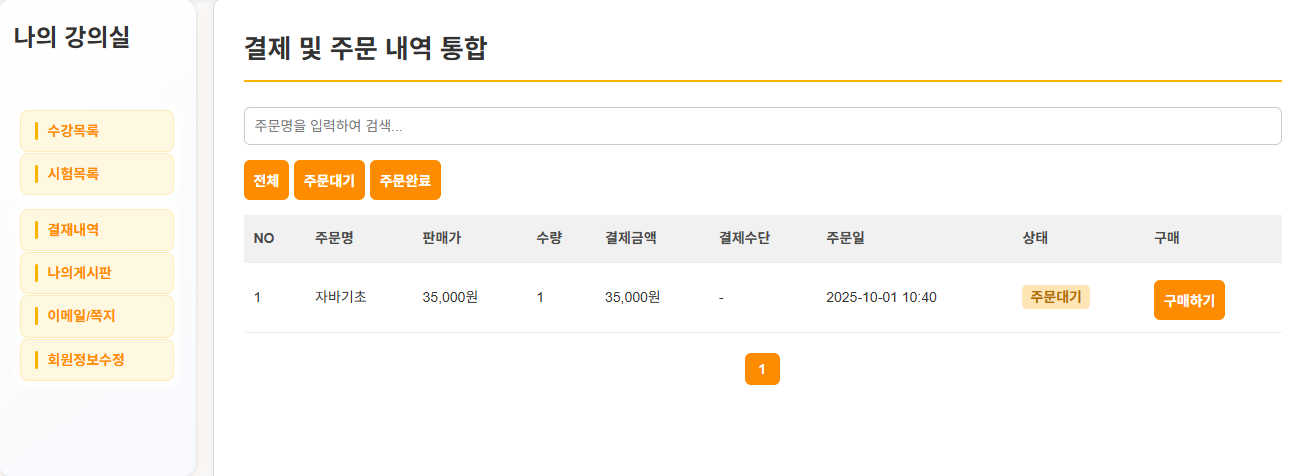 나의 강의실
수강목록
시험목록
결재내역
나의게시판
이메일/쪽지
회원정보수정
결제 및 주문 내역 통합
주문명을 입력하여 검색...
전체 주문대기 주문완료
NO 주문명 판매가 수량 결제금액 결제수단 주문일 상태 구매
1 자바기초 35,000원 1 35,000원 - 2025-10-01 10:40 주문대기 구매하기
1